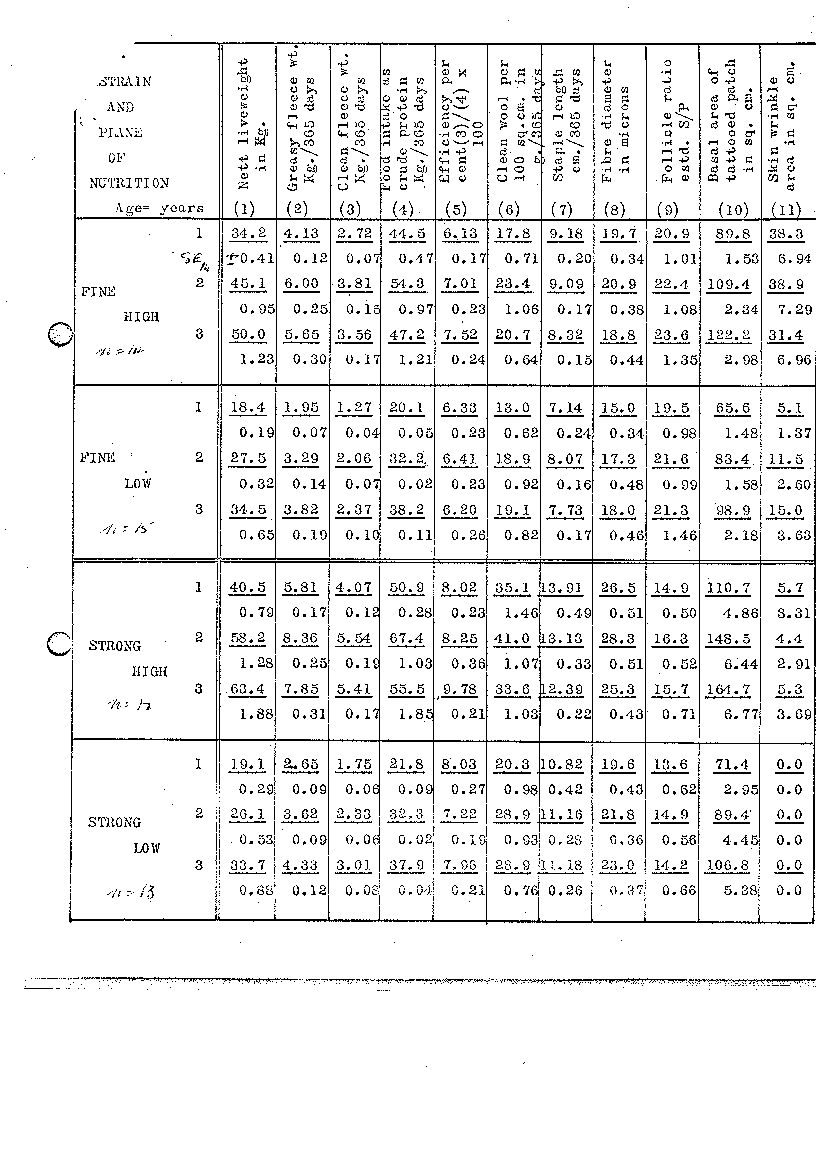 STRAIN AND PLANE OF NUTRITION
Age= years
Nett liveweight in Kg. (1)
Greasy fleece wt. Kg./365 days (2)
Clean fleece wt. Kg./365 days (3)
Food intake as crude protein Kg./365 days (4)
Efficiency per cent(3)/(4) x 100 (5)
Clean wool per 100 sq.cm. in g./365 days (6)
Staple length cm./365 days (7)
Fibre diameter in microns (8)
Follicle ratio estd. S/P (9)
Basal area of tattooed patch in sq. cm. (10)
Skin wrinkle area in sq. cm. (11)
1 34.2 4.13 2.72 44.5 6.13 17.8 9.18 19.7 20.9 89.8 38.3
±0.41 0.12 0.07 0.47 0.17 0.71 0.20 0.34 1.01 1.53 6.94
FINE 2 45.1 6.00 3.81 54.3 7.01 23.4 9.09 20.9 22.4 109.4 38.9
HIGH 0.95 0.25 0.15 0.97 0.23 1.06 0.17 0.38 1.08 2.34 7.29
3 50.0 5.65 3.56 47.2 7.52 20.7 8.32 18.8 23.6 122.2 31.4
1.23 0.30 0.17 1.21 0.24 0.64 0.15 0.44 1.35 2.98 6.96
1 18.4 1.95 1.27 20.1 6.33 13.0 7.14 15.0 19.5 65.6 5.1
0.19 0.07 0.04 0.05 0.23 0.62 0.24 0.34 0.98 1.48 1.37
FINE 2 27.5 3.29 2.06 32.2 6.41 18.9 8.07 17.3 21.6 83.4 11.5
LOW 0.32 0.14 0.07 0.02 0.23 0.92 0.16 0.48 0.99 1.58 2.60
3 34.5 3.82 2.37 38.2 6.20 19.1 7.73 18.0 21.3 98.9 15.0
n = 15 0.65 0.19 0.10 0.11 0.26 0.82 0.17 0.46 1.46 2.18 3.63
1 40.5 5.81 4.07 50.9 8.02 35.1 13.91 26.5 14.9 110.7 5.7
0.79 0.17 0.12 0.28 0.23 1.46 0.49 0.51 0.50 4.86 3.31
STRONG 2 58.2 8.36 5.54 67.4 8.25 41.0 13.13 28.3 16.3 148.5 4.4
HIGH 1.28 0.25 0.19 1.03 0.36 1.07 0.33 0.51 0.52 6.44 2.91
3 63.4 7.85 5.41 55.5 9.78 33.6 12.39 25.3 15.7 164.7 5.3
1.88 0.31 0.17 1.85 0.21 1.03 0.22 0.43 0.71 6.77 3.69
1 19.1 2.65 1.75 21.8 8.03 20.3 10.82 19.6 13.6 71.4 0.0
0.29 0.09 0.06 0.09 0.27 0.98 0.42 0.43 0.62 2.95 0.0
STRONG 2 26.1 3.62 2.33 32.3 7.22 28.9 11.16 21.8 14.9 89.4 0.0
LOW 0.53 0.09 0.06 0.02 0.19 0.93 0.28 0.36 0.56 4.45 0.0
3 33.7 4.33 3.01 37.9 28.9 11.18 23.0 14.2 106.8 0.0
n = 13 0.68 0.12 0.04 0.21 0.76 0.26 0.37 0.66 5.38 0.0